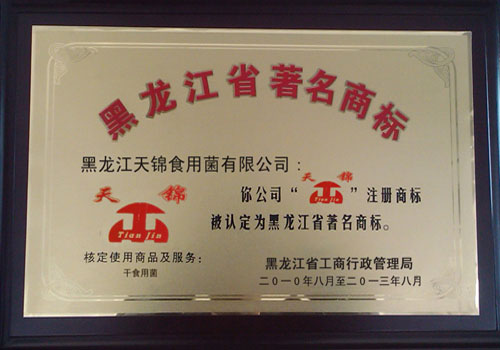 黑龙江省著名商标
黑龙江天锦食用菌有限公司：
天 锦
Tian Jin
你公司“天 锦”注册商标
被认定为黑龙江省著名商标。
核定使用商品及服务：
干食用菌
黑龙江省工商行政管理局
二〇一〇年八月至二〇一三年八月